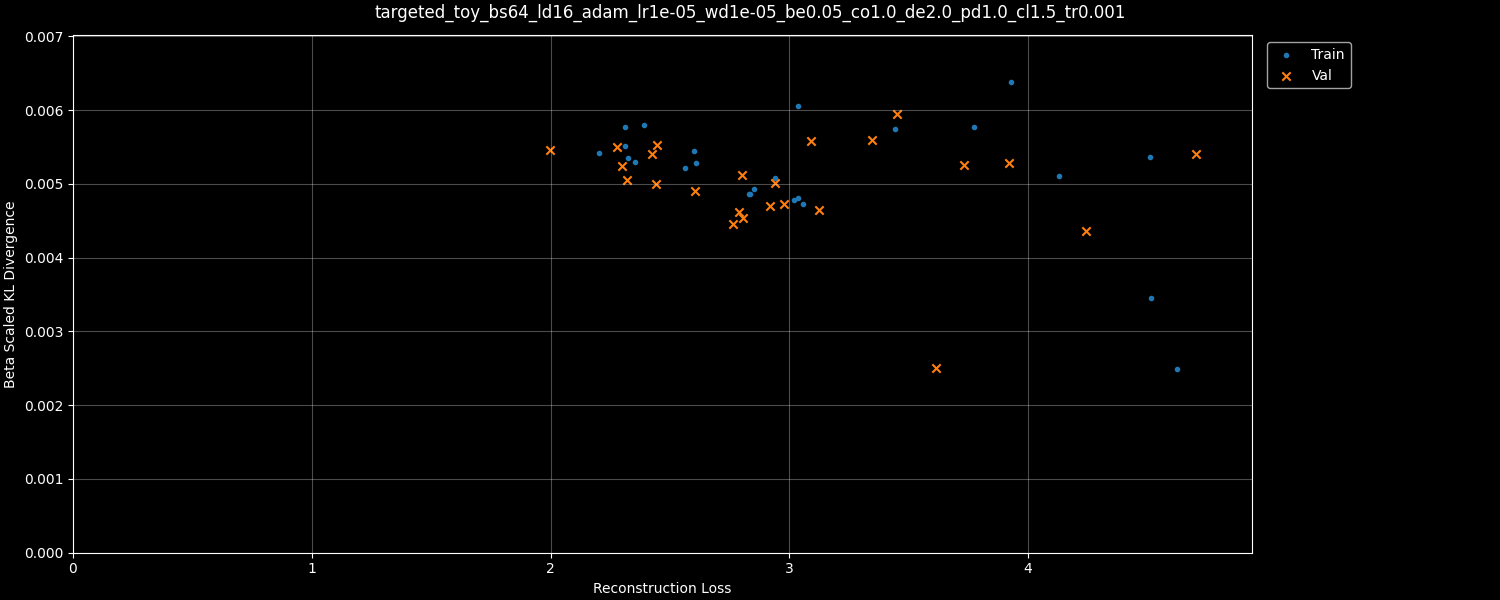 targeted_toy_bs64_ld16_adam_lr1e-05_wd1e-05_be0.05_co1.0_de2.0_pd1.0_cl1.5_tr0.001
Train
Val
Beta Scaled KL Divergence
0.007
0.006
0.005
0.004
0.003
0.002
0.001
0.000
0
1
2
3
4
Reconstruction Loss